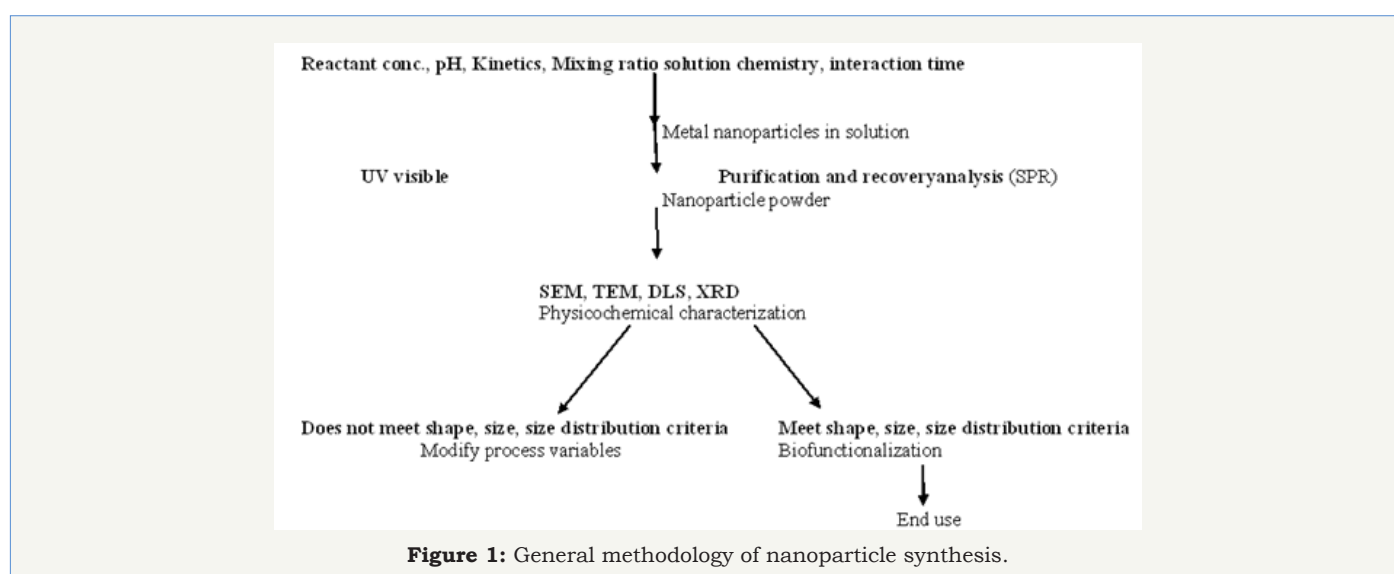 Reactant conc., pH, Kinetics, Mixing ratio solution chemistry, interaction time
Metal nanoparticles in solution
UV visible
Purification and recoveryanalysis (SPR)
Nanoparticle powder
SEM, TEM, DLS, XRD
Physicochemical characterization
Does not meet shape, size, size distribution criteria
Modify process variables
Meet shape, size, size distribution criteria
Biofunctionalization
End use
Figure 1: General methodology of nanoparticle synthesis.